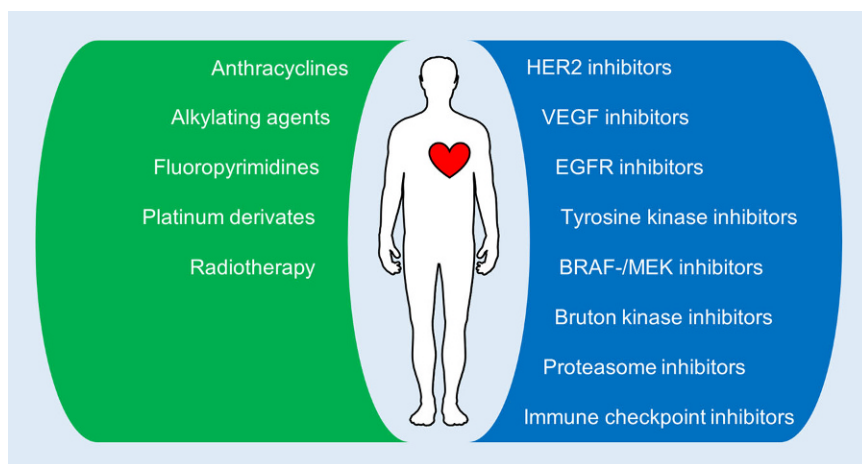 Anthracyclines
Alkylating agents
Fluoropyrimidines
Platinum derivates
Radiotherapy
HER2 inhibitors
VEGF inhibitors
EGFR inhibitors
Tyrosine kinase inhibitors
BRAF-/MEK inhibitors
Bruton kinase inhibitors
Proteasome inhibitors
Immune checkpoint inhibitors